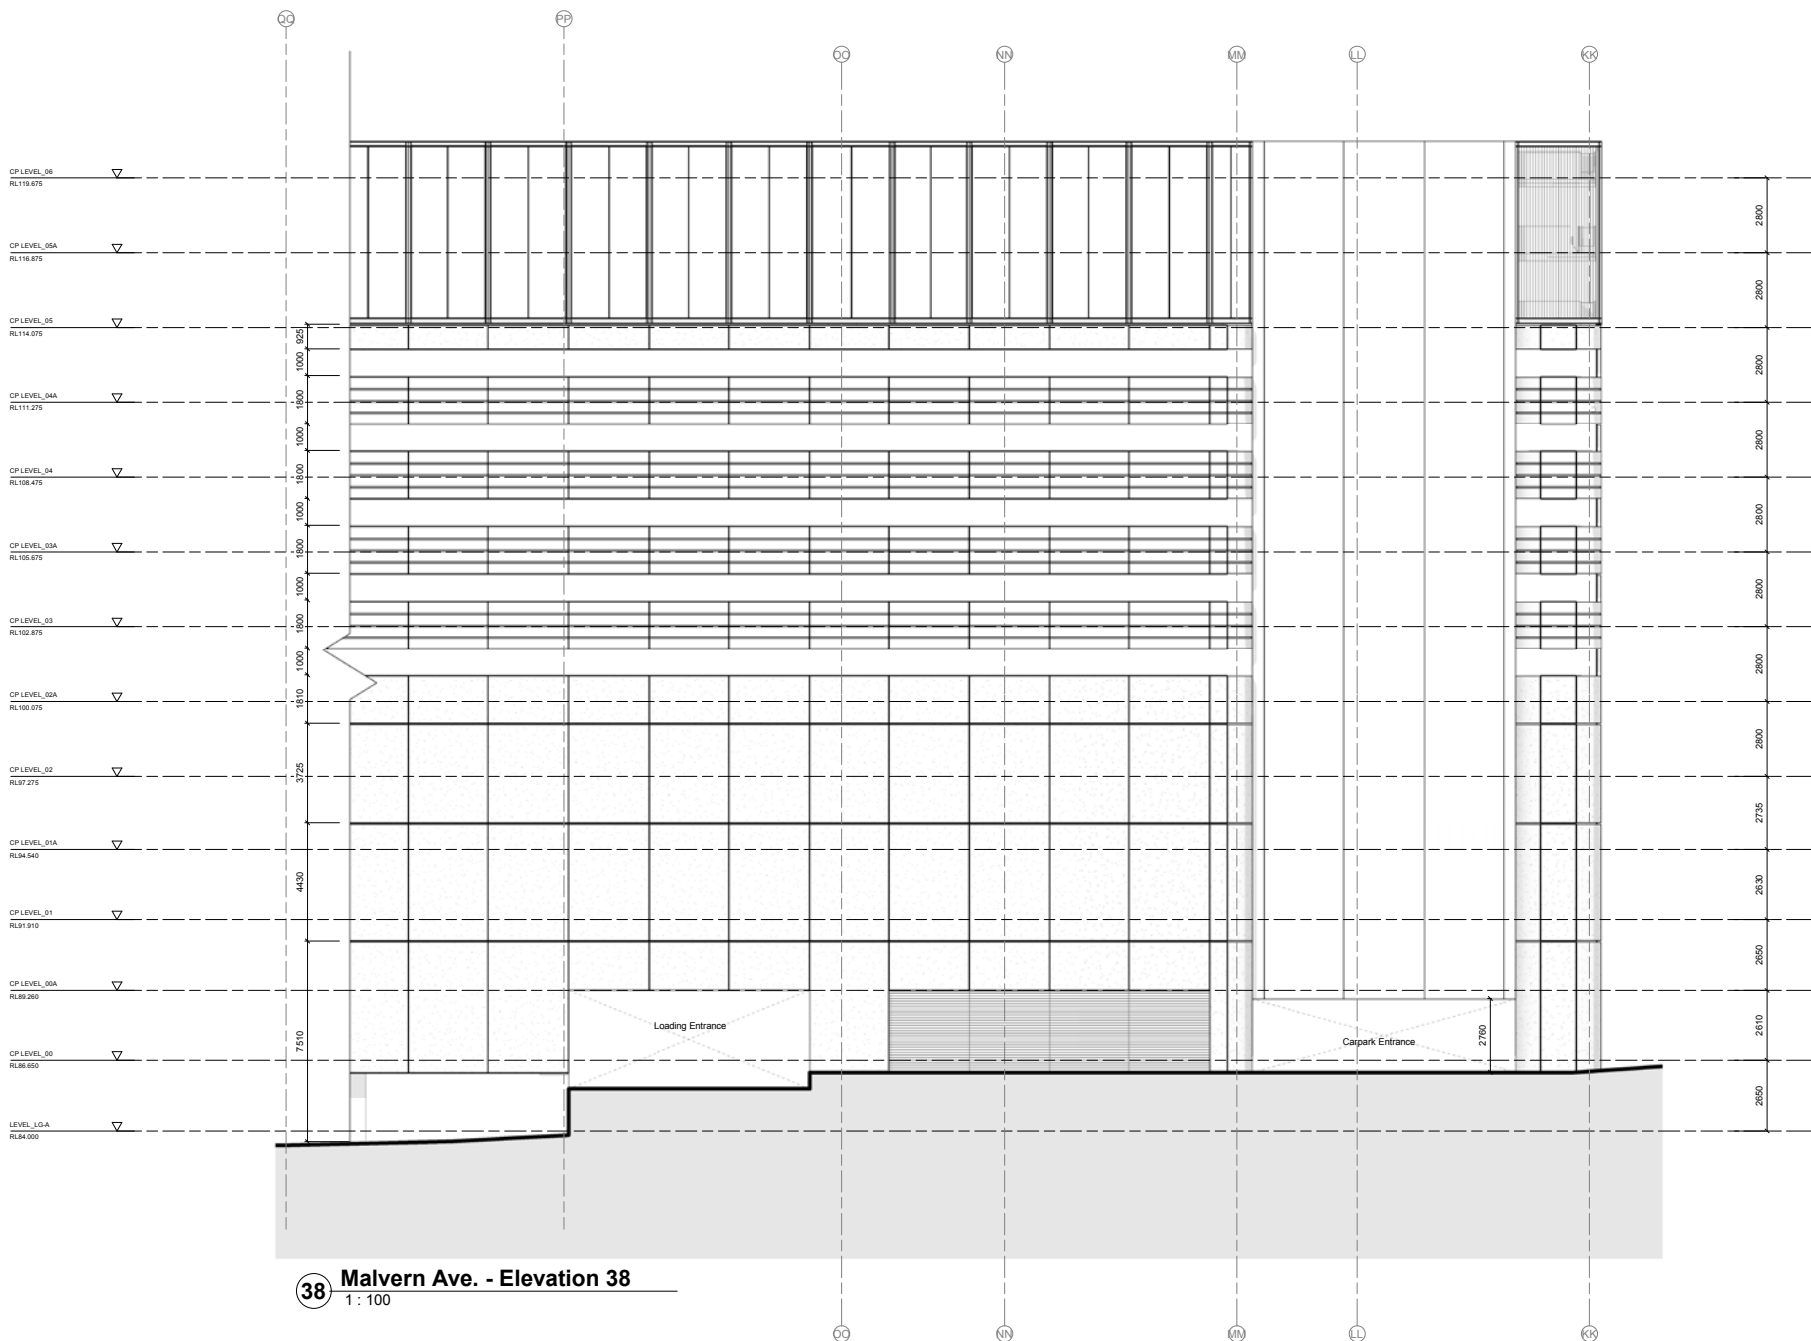 QQ
PP
OO
NN
MM
LL
KK
CP LEVEL_06
RL119.675
CP LEVEL_05A
RL116.875
CP LEVEL_05
RL114.075
CP LEVEL_04A
RL111.275
CP LEVEL_04
RL108.475
CP LEVEL_03A
RL105.675
CP LEVEL_03
RL102.875
CP LEVEL_02A
RL100.075
CP LEVEL_02
RL97.275
CP LEVEL_01A
RL94.540
CP LEVEL_01
RL91.910
CP LEVEL_00A
RL89.260
CP LEVEL_00
RL86.650
LEVEL_LG-A
RL84.000
925
1000
1800
1000
1800
1000
1800
1000
1800
1000
1810
3725
4430
7510
Loading Entrance
Carpark Entrance
2760
2800
2800
2800
2800
2800
2800
2800
2800
2735
2630
2650
2610
2650
38
Malvern Ave. - Elevation 38
1 : 100
OO
NN
MM
LL
KK